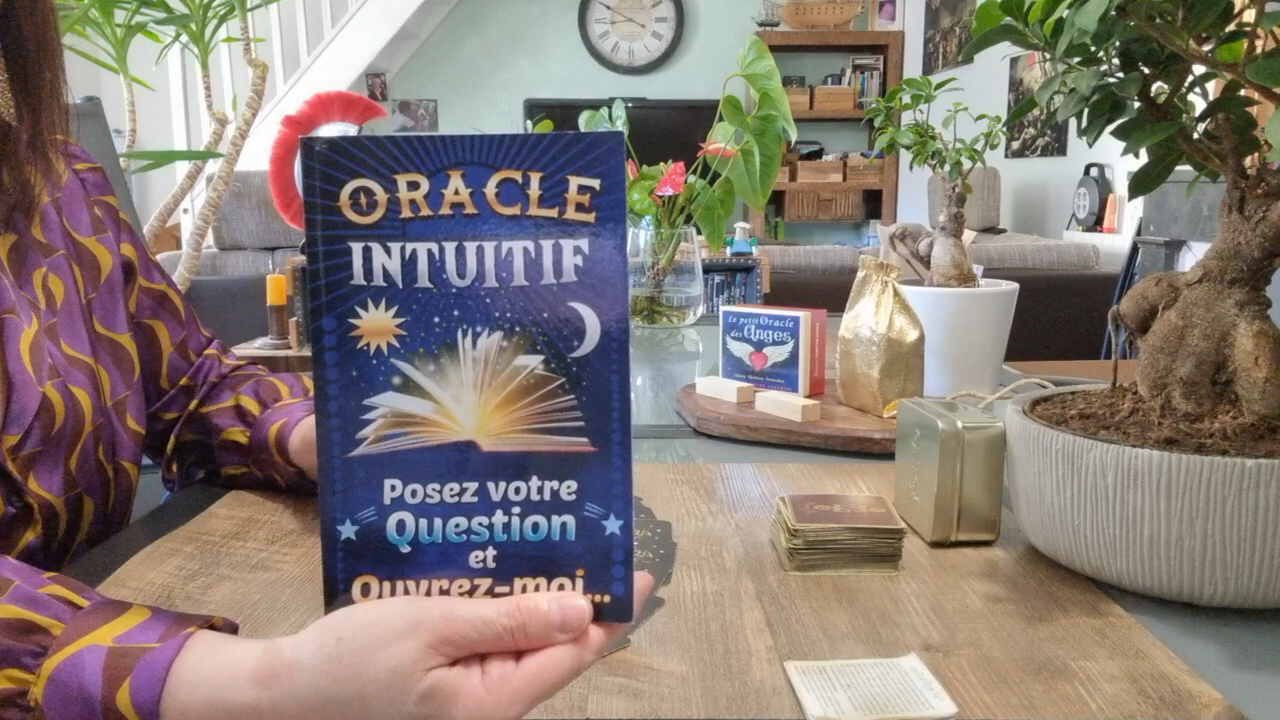 ORACLE
INTUITIF
Posez votre
Question
et
Ouvrez-moi...
Le petit Oracle
des Anges